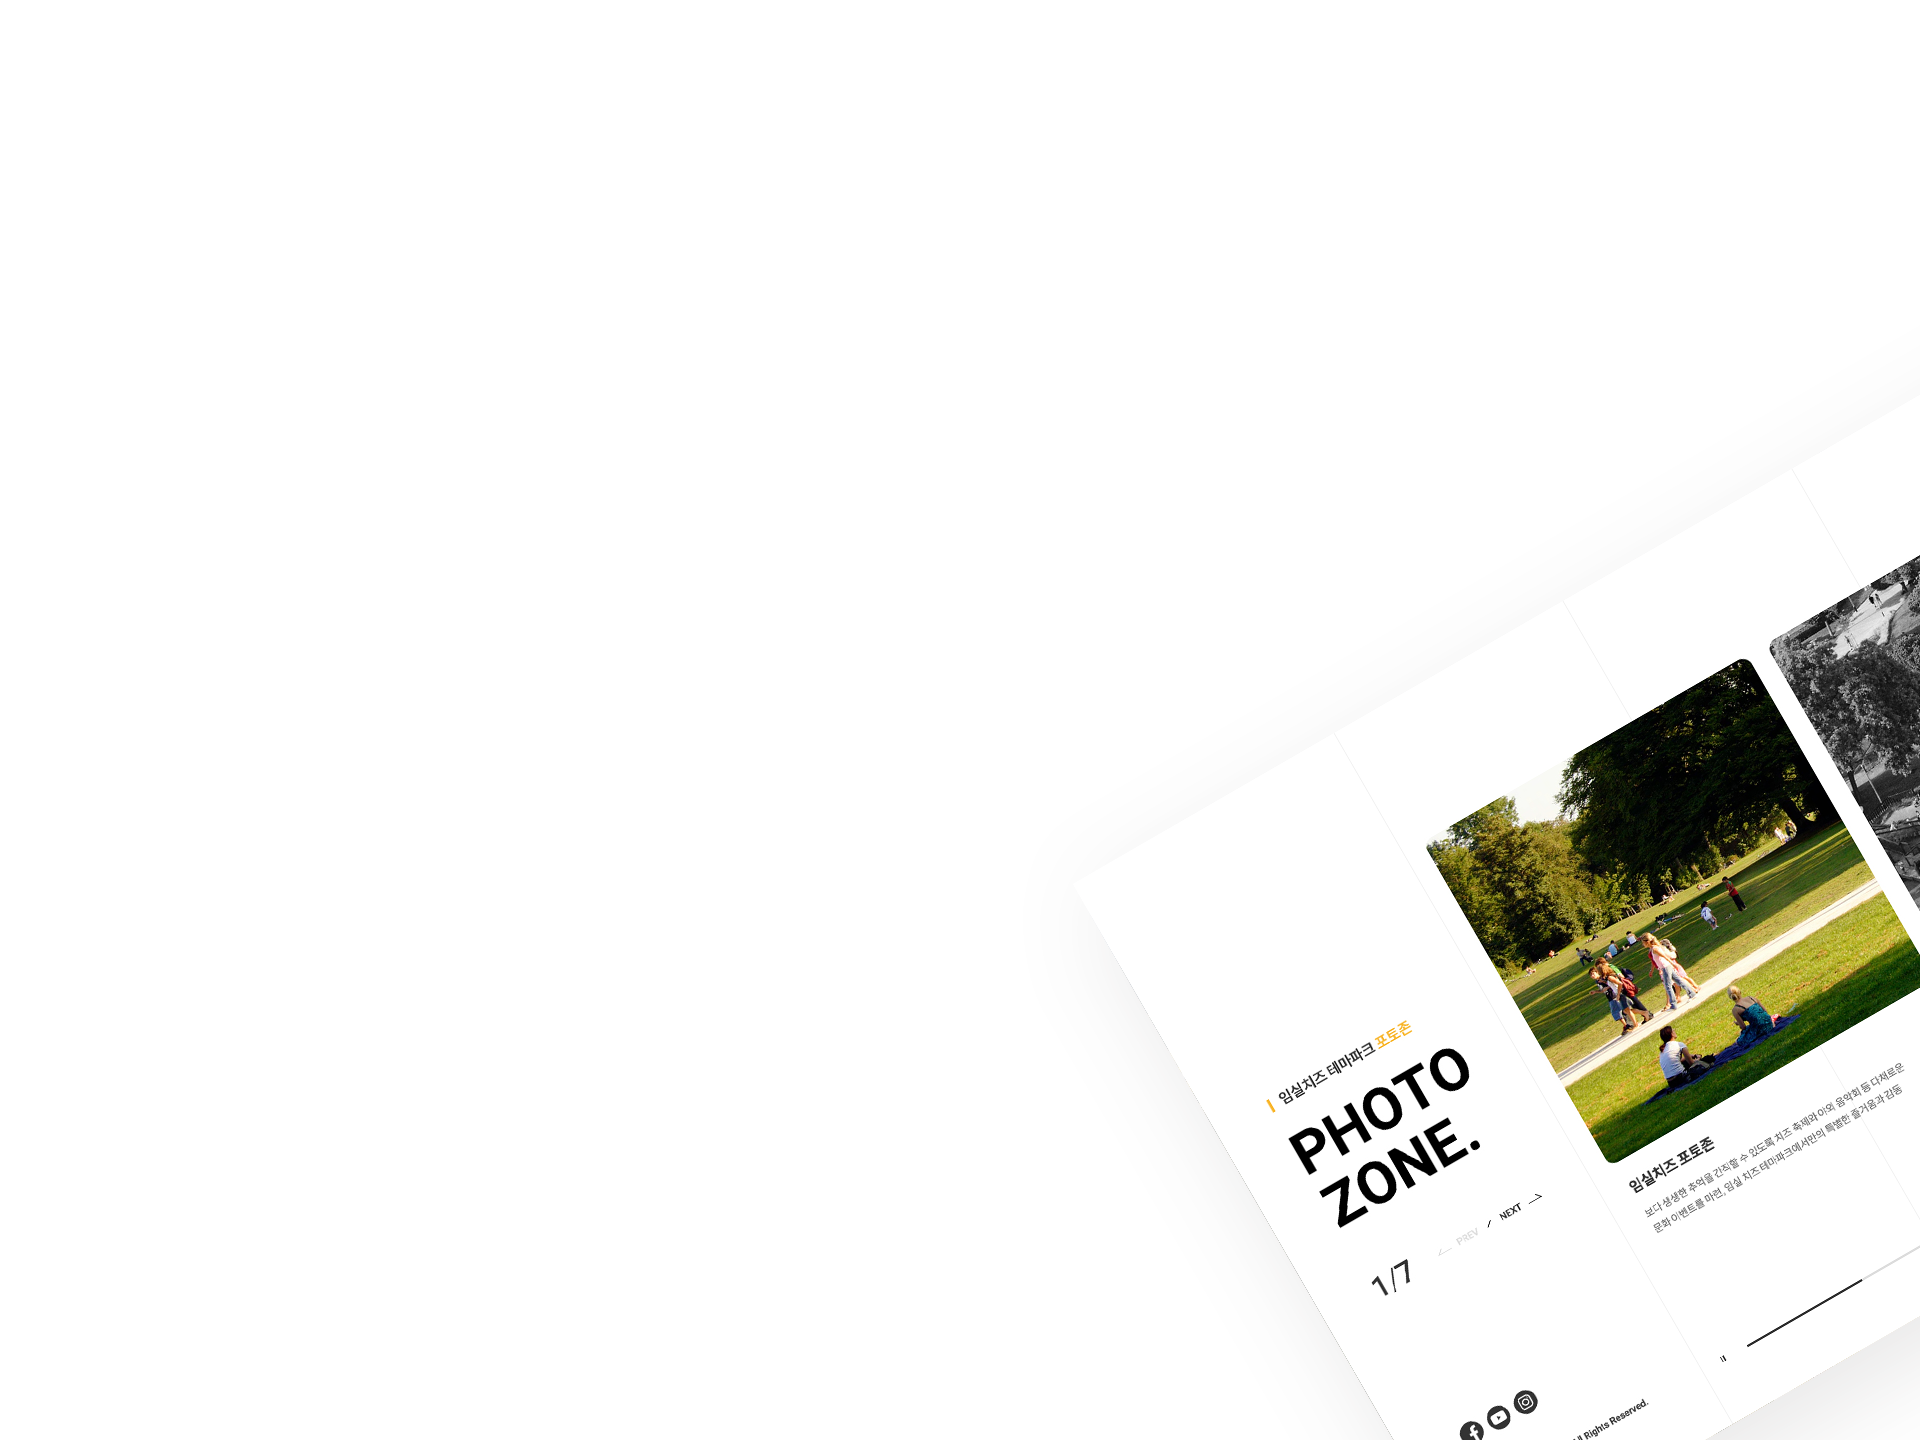 임실치즈 테마파크 포토존
PHOTO
ZONE.
1/7
PREV / NEXT
임실치즈 포토존
보다 생생한 추억을 간직할 수 있도록 치즈 축제와 야외 음악회 등 다채로운
문화 이벤트를 마련, 임실 치즈테마파크에서만의 특별한 즐거움과 감동
All Rights Reserved.